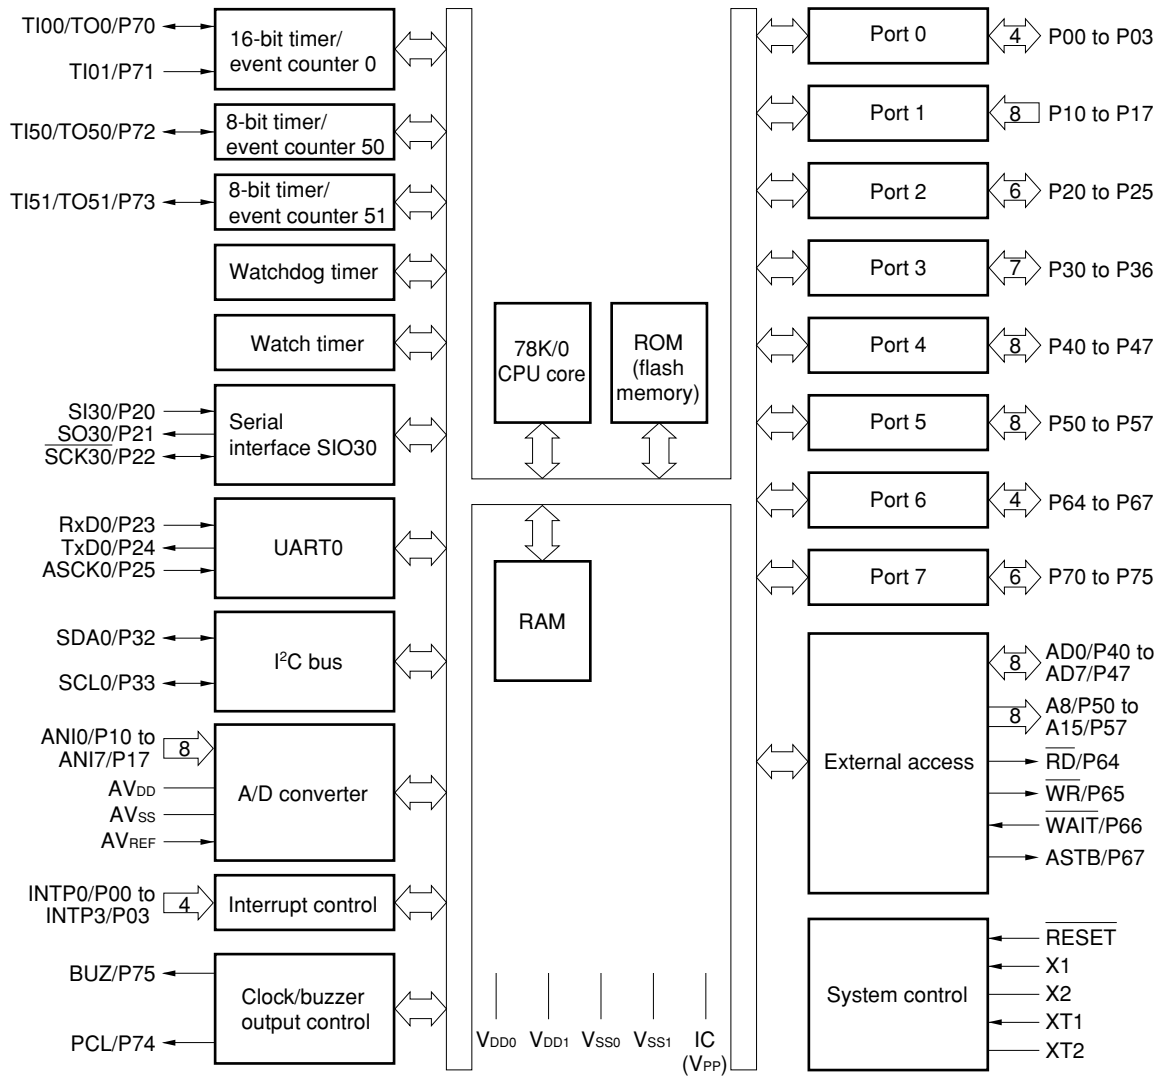 TI00/TO0/P70
TI01/P71
16-bit timer/
event counter 0
TI50/TO50/P72
8-bit timer/
event counter 50
TI51/TO51/P73
8-bit timer/
event counter 51
Watchdog timer
Watch timer
SI30/P20
SO30/P21
SCK30/P22
Serial
interface SIO30
RxD0/P23
TxD0/P24
ASCK0/P25
UART0
SDA0/P32
SCL0/P33
I²C bus
ANI0/P10 to
ANI7/P17
8
AVDD
AVSS
AVREF
A/D converter
INTP0/P00 to
INTP3/P03
4
Interrupt control
BUZ/P75
PCL/P74
Clock/buzzer
output control
78K/0
CPU core
ROM
(flash
memory)
RAM
VDD0
VDD1
VSS0
VSS1
IC
(VPP)
Port 0
4
P00 to P03
Port 1
8
P10 to P17
Port 2
6
P20 to P25
Port 3
7
P30 to P36
Port 4
8
P40 to P47
Port 5
8
P50 to P57
Port 6
4
P64 to P67
Port 7
6
P70 to P75
External access
8
AD0/P40 to
AD7/P47
8
A8/P50 to
A15/P57
RD/P64
WR/P65
WAIT/P66
ASTB/P67
System control
RESET
X1
X2
XT1
XT2